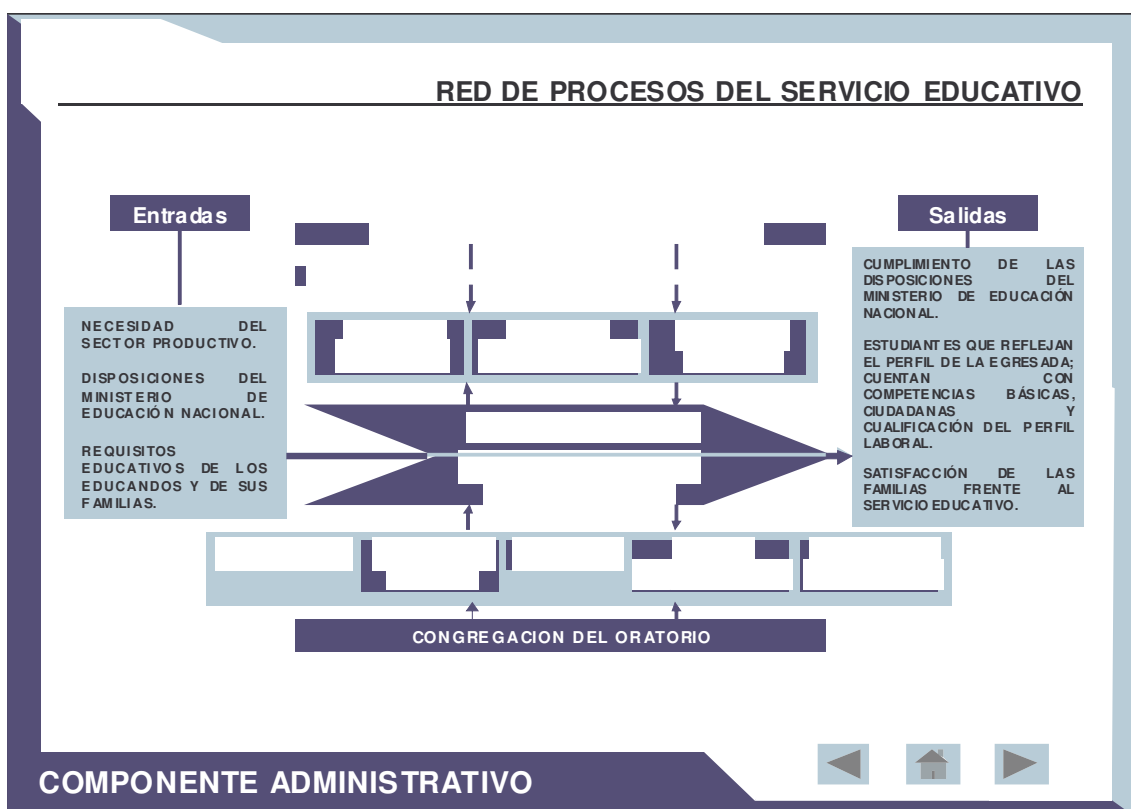 RED DE PROCESOS DEL SERVICIO EDUCATIVO
Entradas
NECESIDAD DEL
SECTOR PRODUCTIVO.
DISPOSICIONES DEL
MINISTERIO DE
EDUCACIÓN NACIONAL.
REQUISITOS
EDUCATIVOS DE LOS
EDUCANDOS Y DE SUS
FAMILIAS.
Salidas
CUMPLIMIENTO DE LAS
DISPOSICIONES DEL
MINISTERIO DE EDUCACIÓN
NACIONAL.
ESTUDIANTES QUE REFLEJAN
EL PERFIL DE LA EGRESADA;
CUENTAN CON
COMPETENCIAS BÁSICAS,
CIUDADANAS Y
CUALIFICACIÓN DEL PERFIL
LABORAL.
SATISFACCIÓN DE LAS
FAMILIAS FRENTE AL
SERVICIO EDUCATIVO.
CONGREGACION DEL ORATORIO
COMPONENTE ADMINISTRATIVO